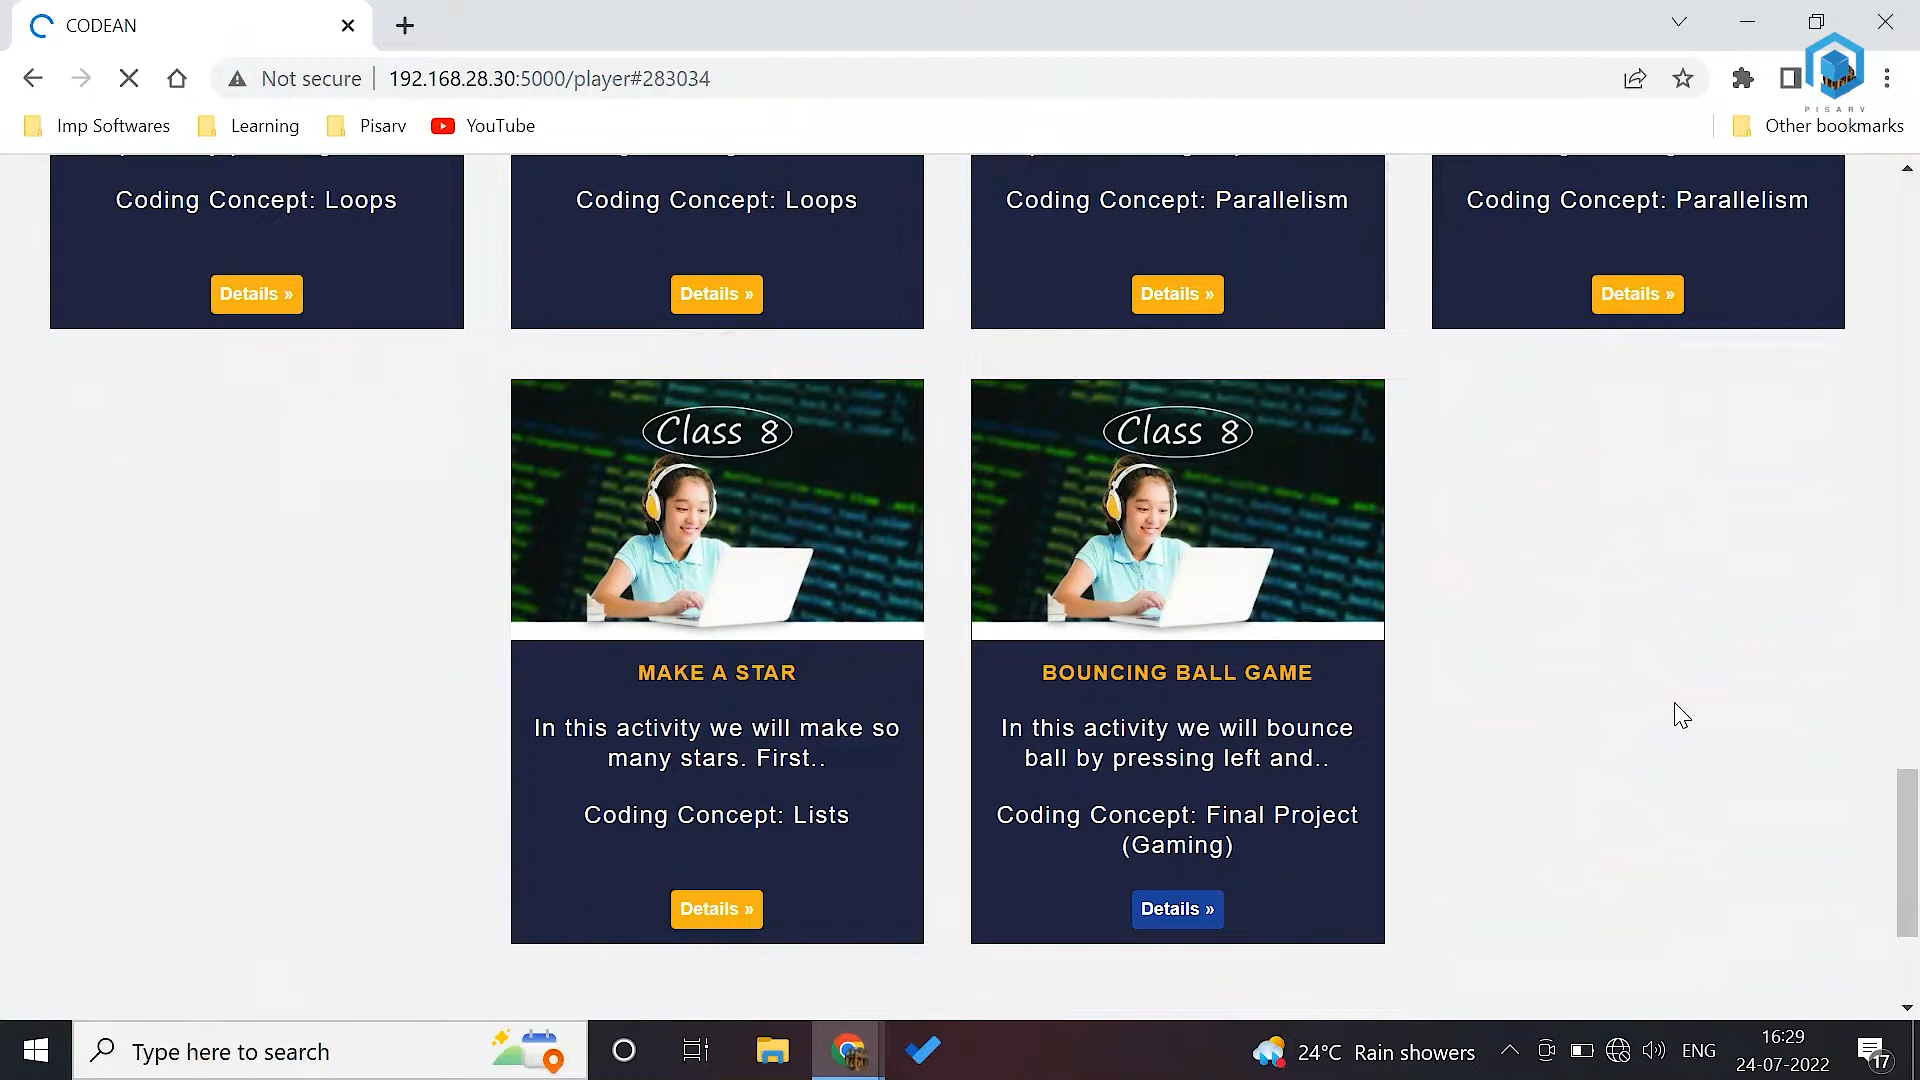 CODEAN
Not secure
192.168.28.30:5000/player#283034
PISARV
Imp Softwares
Learning
Pisarv
YouTube
Other bookmarks
Coding Concept: Loops
Coding Concept: Loops
Coding Concept: Parallelism
Coding Concept: Parallelism
Details »
Details »
Details »
Details »
Class 8
Class 8
MAKE A STAR
In this activity we will make so
many stars. First..
Coding Concept: Lists
Details »
BOUNCING BALL GAME
In this activity we will bounce
ball by pressing left and..
Coding Concept: Final Project
(Gaming)
Details »
Type here to search
24°C Rain showers
ENG
16:29
24-07-2022
17